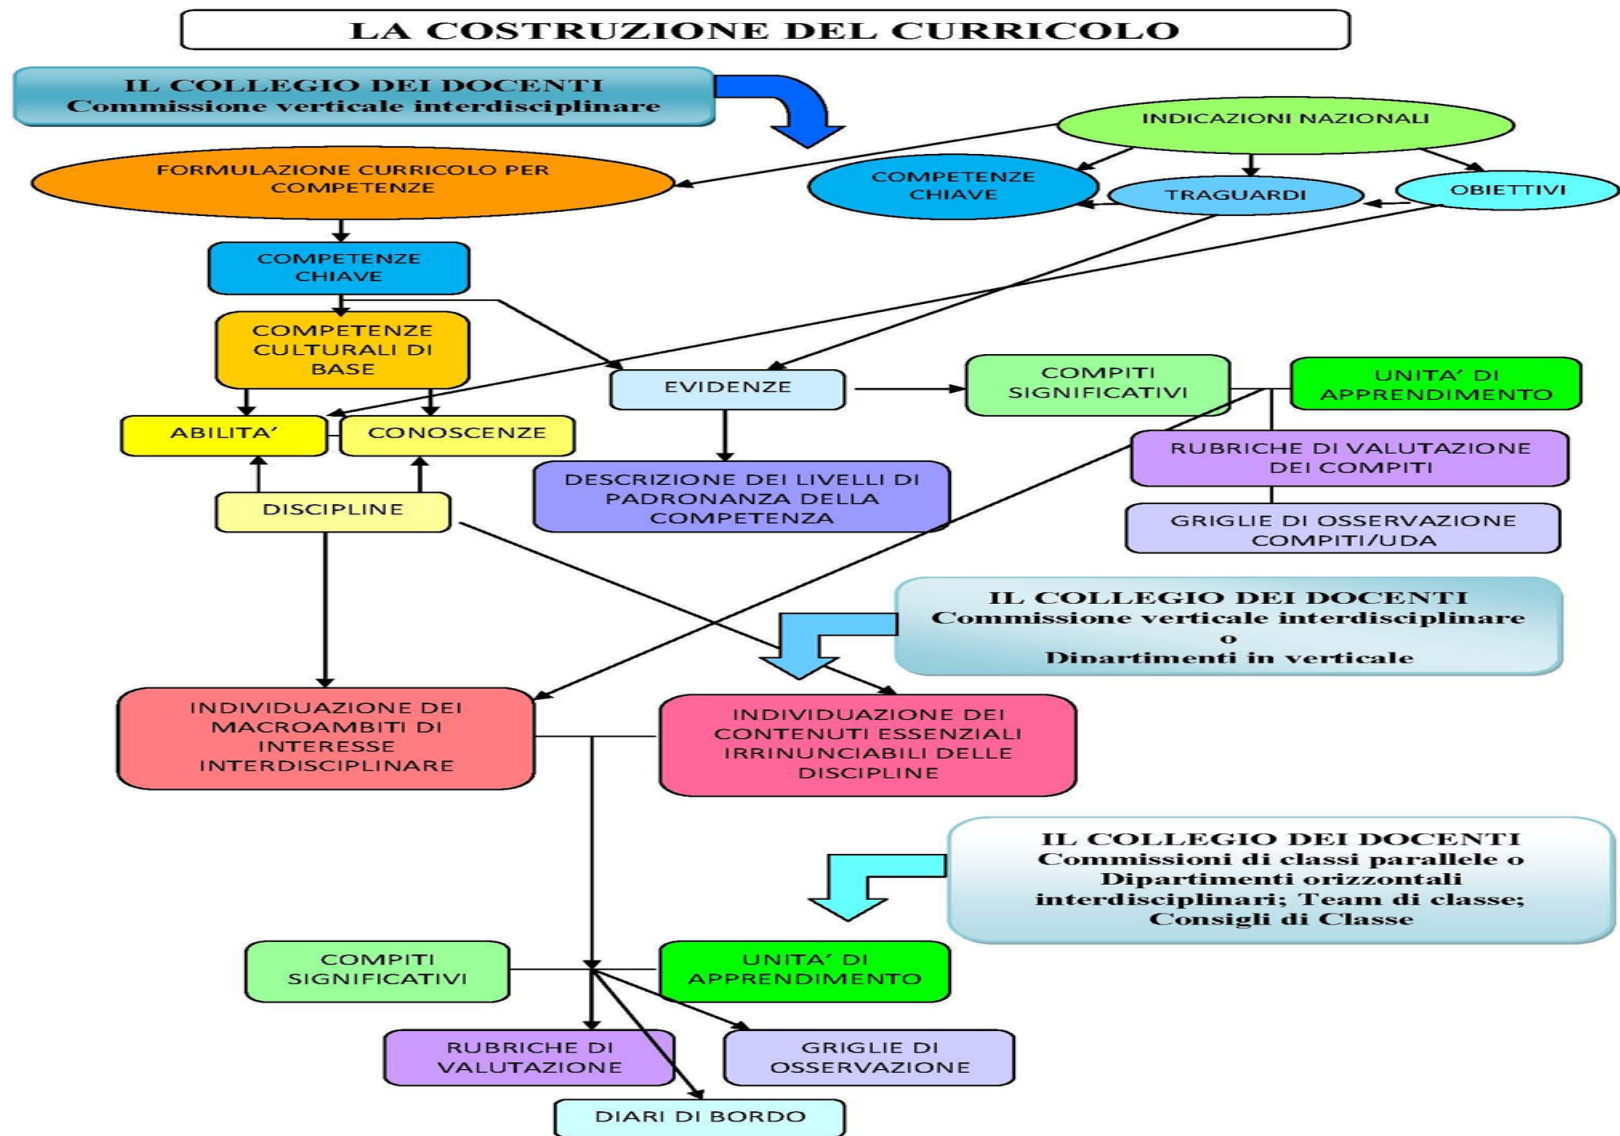 LA COSTRUZIONE DEL CURRICOLO
IL COLLEGIO DEI DOCENTI
Commissione verticale interdisciplinare
INDICAZIONI NAZIONALI
FORMULAZIONE CURRICOLO PER
COMPETENZE
COMPETENZE
CHIAVE
TRAGUARDI
OBIETTIVI
COMPETENZE
CHIAVE
COMPETENZE
CULTURALI DI
BASE
EVIDENZE
COMPITI
SIGNIFICATIVI
UNITA’ DI
APPRENDIMENTO
ABILITA’
CONOSCENZE
RUBRICHE DI VALUTAZIONE
DEI COMPITI
DESCRIZIONE DEI LIVELLI DI
PADRONANZA DELLA
COMPETENZA
DISCIPLINE
GRIGLIE DI OSSERVAZIONE
COMPITI/UDA
IL COLLEGIO DEI DOCENTI
Commissione verticale interdisciplinare
o
Dipartimenti in verticale
INDIVIDUAZIONE DEI
MACROAMBITI DI
INTERESSE
INTERDISCIPLINARE
INDIVIDUAZIONE DEI
CONTENUTI ESSENZIALI
IRRINUNCIABILI DELLE
DISCIPLINE
IL COLLEGIO DEI DOCENTI
Commissioni di classi parallele o
Dipartimenti orizzontali
interdisciplinari; Team di classe;
Consigli di Classe
COMPITI
SIGNIFICATIVI
UNITA’ DI
APPRENDIMENTO
RUBRICHE DI
VALUTAZIONE
GRIGLIE DI
OSSERVAZIONE
DIARI DI BORDO